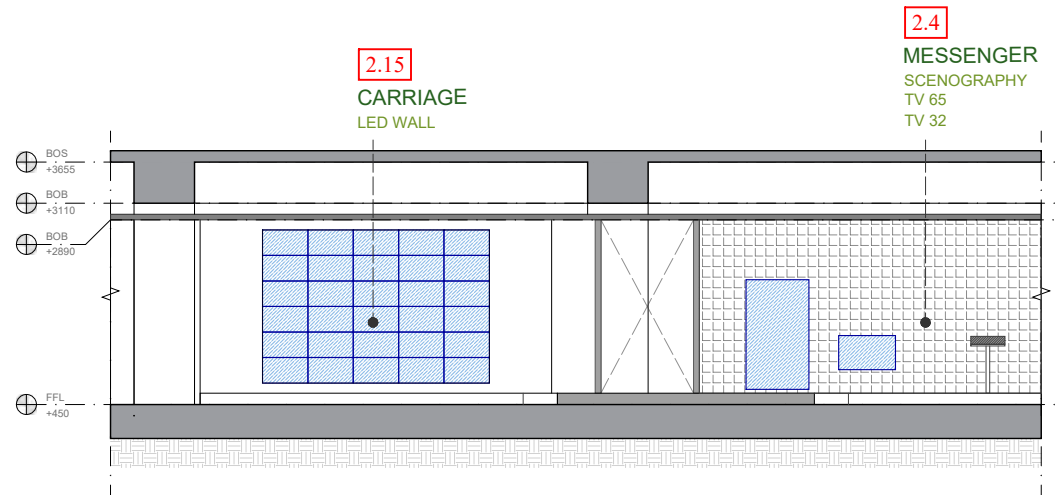 2.4
MESSENGER
SCENOGRAPHY
TV 65
TV 32
2.15
CARRIAGE
LED WALL
BOS
+3655
BOB
+3110
BOB
+2890
FFL
+450